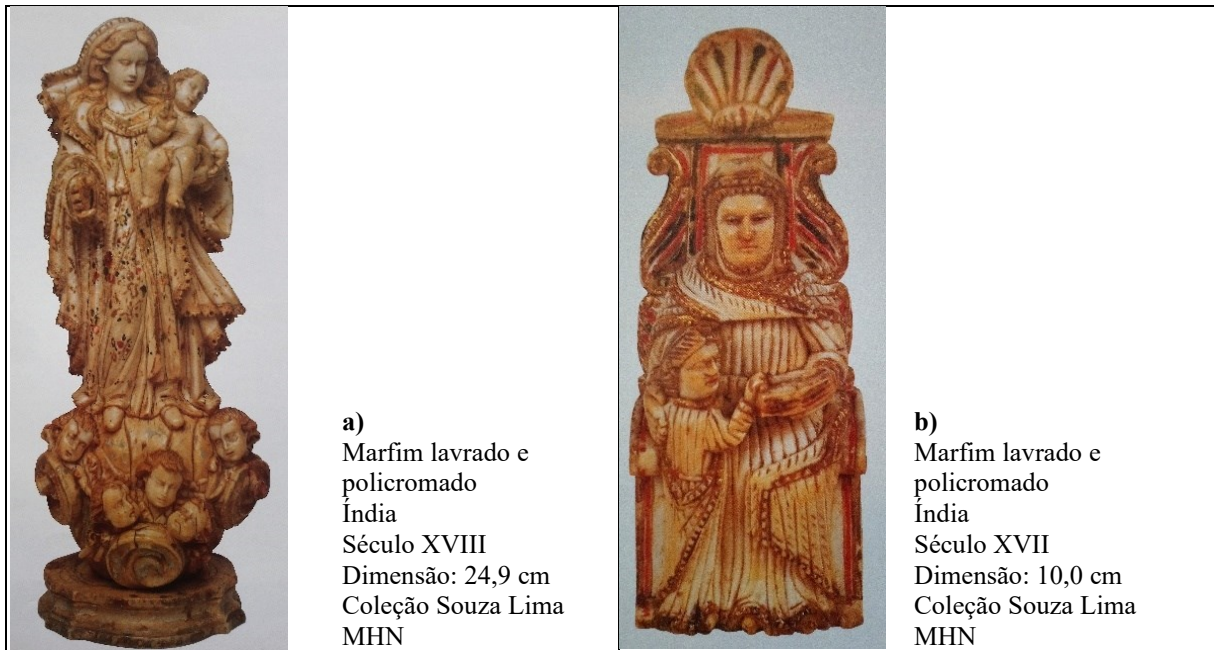 a)
Marfim lavrado e
policromado
Índia
Século XVIII
Dimensão: 24,9 cm
Coleção Souza Lima
MHN
b)
Marfim lavrado e
policromado
Índia
Século XVII
Dimensão: 10,0 cm
Coleção Souza Lima
MHN